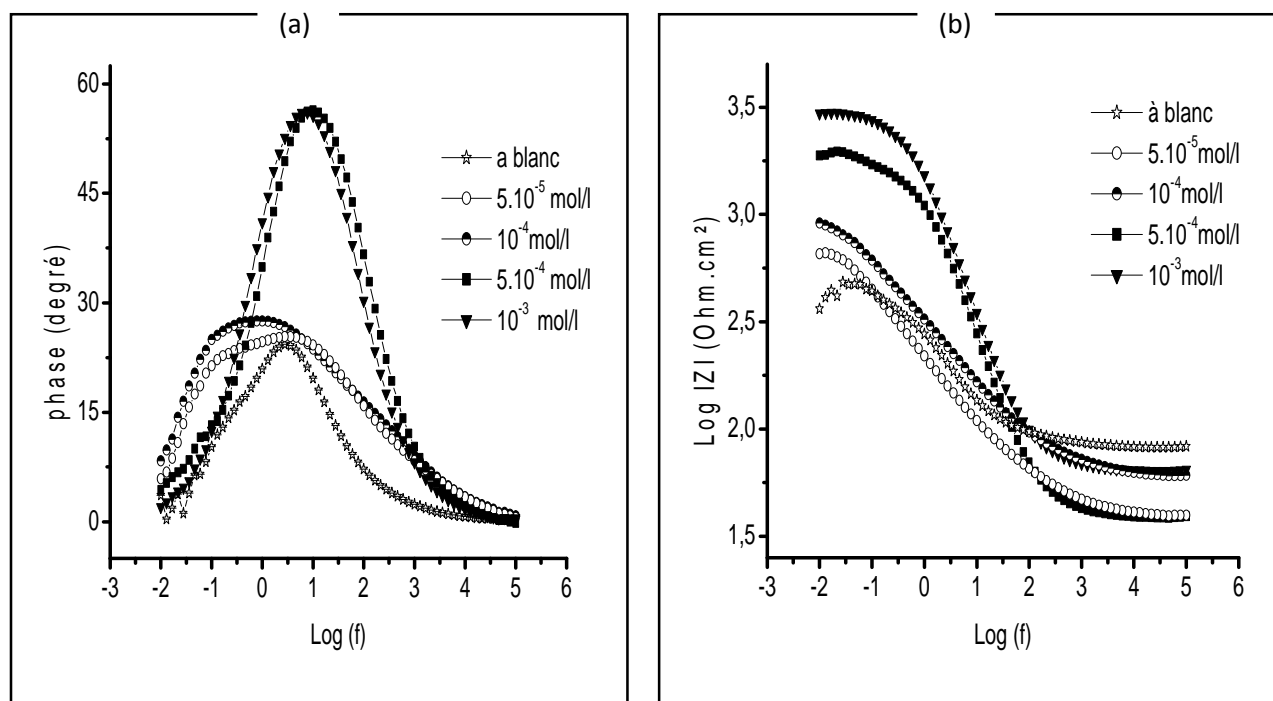 (a)
60
45
30
15
0
phase (degré)
-3 -2 -1 0 1 2 3 4 5 6
Log (f)
a blanc
5.10⁻⁵ mol/l
10⁻⁴mol/l
5.10⁻⁴ mol/l
10⁻³ mol/l
(b)
3,5
3,0
2,5
2,0
1,5
Log IZI (Ohm.cm²)
-3 -2 -1 0 1 2 3 4 5 6
Log (f)
à blanc
5.10⁻⁵mol/l
10⁻⁴mol/l
5.10⁻⁴mol/l
10⁻³mol/l